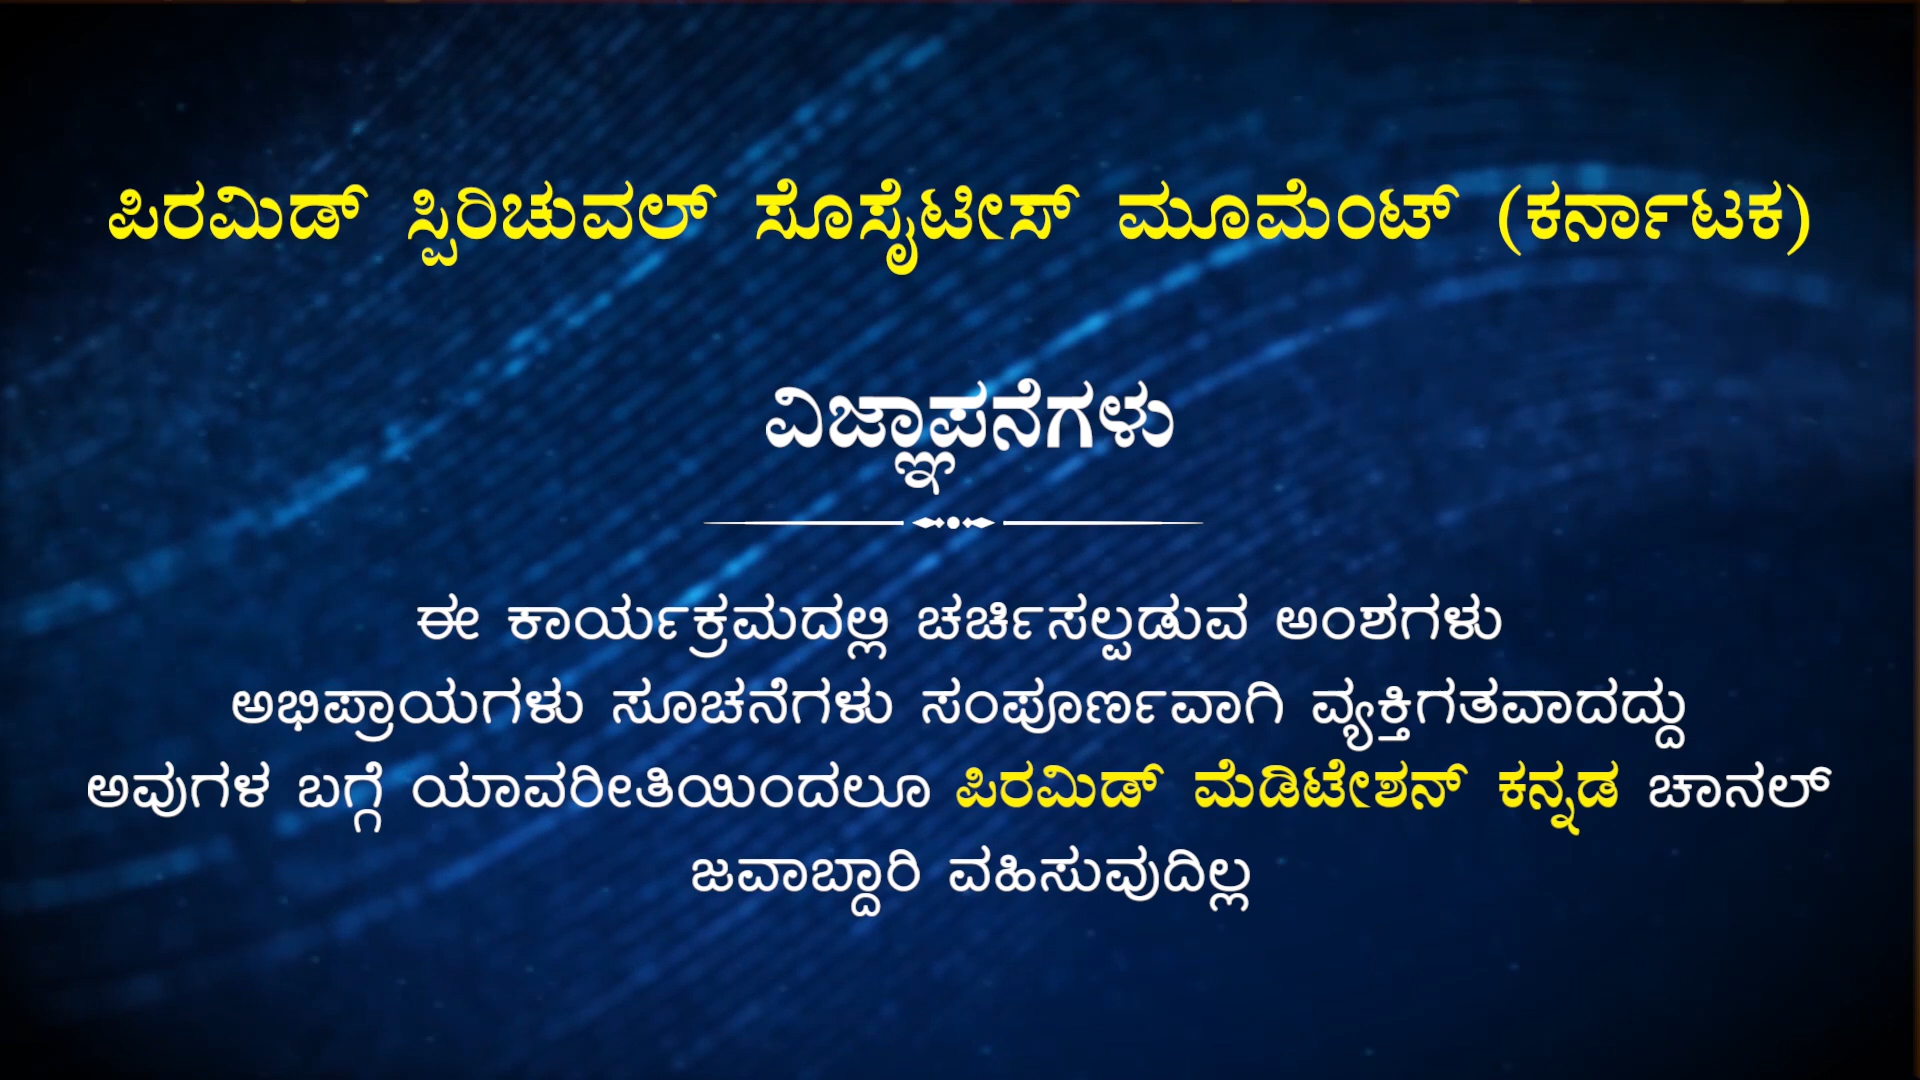 ಪಿರಮಿಡ್ ಸ್ಪಿರಿಚುವಲ್ ಸೊಸೈಟೀಸ್ ಮೂಮೆಂಟ್ (ಕರ್ನಾಟಕ)
ವಿಜ್ಞಾಪನೆಗಳು
ಈ ಕಾರ್ಯಕ್ರಮದಲ್ಲಿ ಚರ್ಚಿಸಲ್ಪಡುವ ಅಂಶಗಳು
ಅಭಿಪ್ರಾಯಗಳು ಸೂಚನೆಗಳು ಸಂಪೂರ್ಣವಾಗಿ ವ್ಯಕ್ತಿಗತವಾದದ್ದು
ಅವುಗಳ ಬಗ್ಗೆ ಯಾವರೀತಿಯಿಂದಲೂ ಪಿರಮಿಡ್ ಮೆಡಿಟೇಶನ್ ಕನ್ನಡ ಚಾನಲ್
ಜವಾಬ್ದಾರಿ ವಹಿಸುವುದಿಲ್ಲ